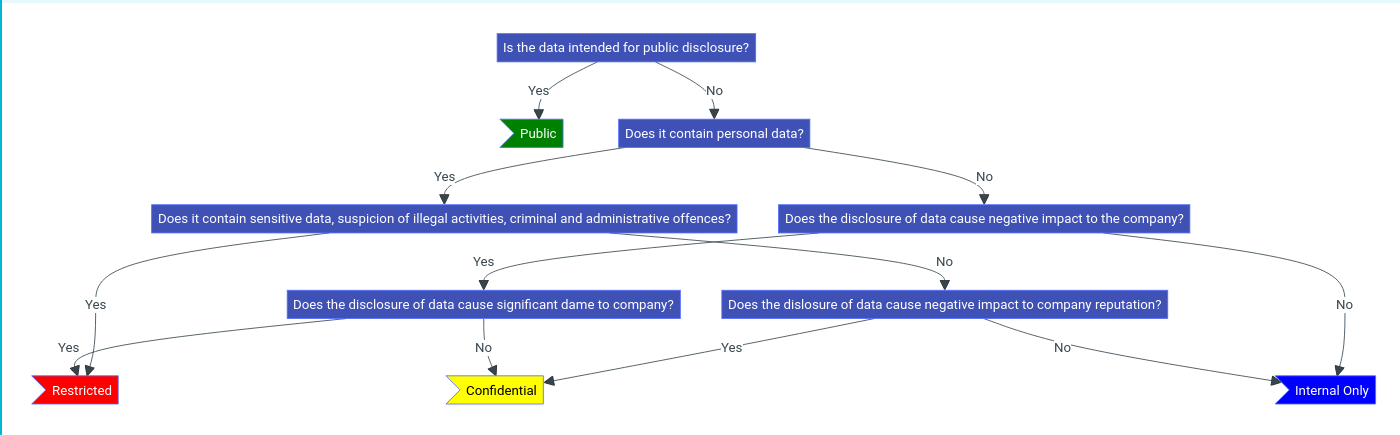 Is the data intended for public disclosure?
Yes
No
Public
Does it contain personal data?
Yes
No
Does it contain sensitive data, suspicion of illegal activities, criminal and administrative offences?
Does the disclosure of data cause negative impact to the company?
Yes
No
Yes
No
Does the disclosure of data cause significant dame to company?
Does the dislosure of data cause negative impact to company reputation?
Yes
No
Yes
No
Restricted
Confidential
Internal Only